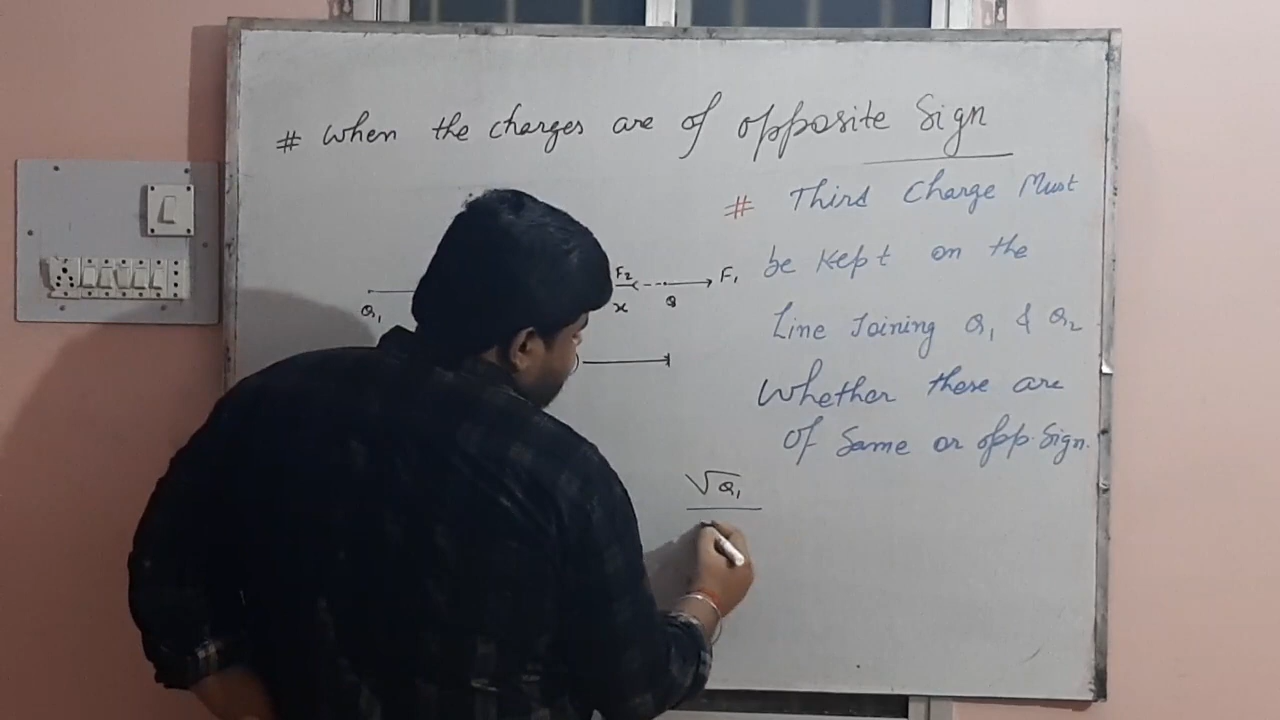 # When the charges are of opposite Sign
# Third Charge Must
be kept on the
Line Joining Q₁ & Q₂
Whether these are
of Same or opp. Sign.
F₂ F₁
Q₁ x Q
√Q₁